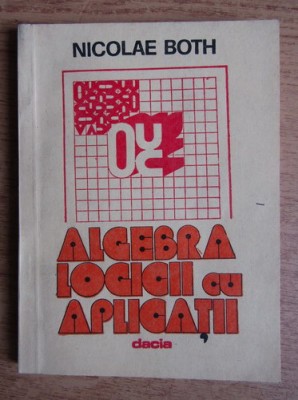 NICOLAE BOTH
ALGEBRA
LOGICII cu
APLICAȚII
dacia